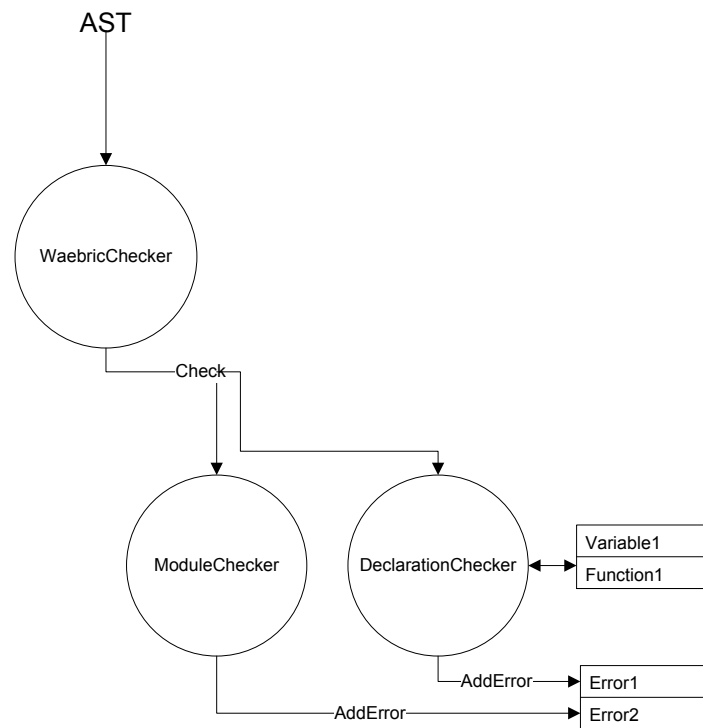 AST
WaebricChecker
Check
ModuleChecker
DeclarationChecker
Variable1
Function1
AddError
Error1
AddError
Error2